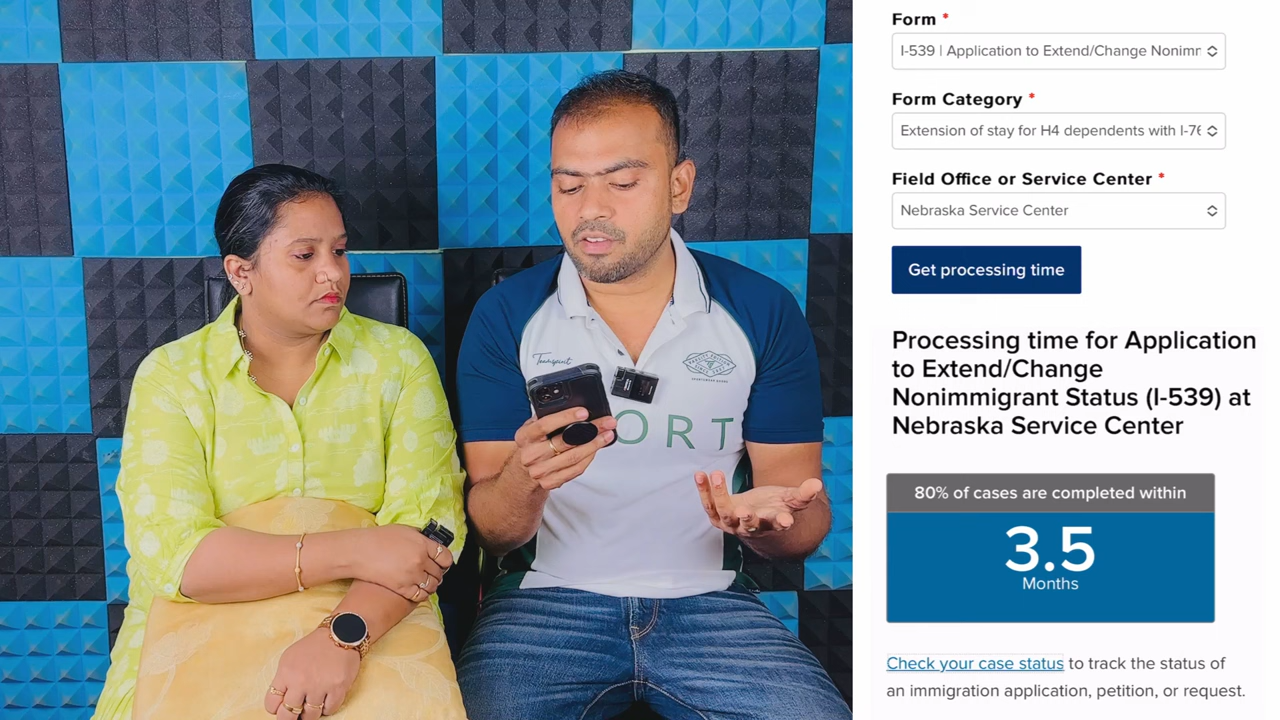 Form *
I-539 | Application to Extend/Change Nonimr
Form Category *
Extension of stay for H4 dependents with I-76
Field Office or Service Center *
Nebraska Service Center
Get processing time
Processing time for Application
to Extend/Change
Nonimmigrant Status (I-539) at
Nebraska Service Center
80% of cases are completed within
3.5
Months
Check your case status to track the status of
an immigration application, petition, or request.
Teamspirit
ORT